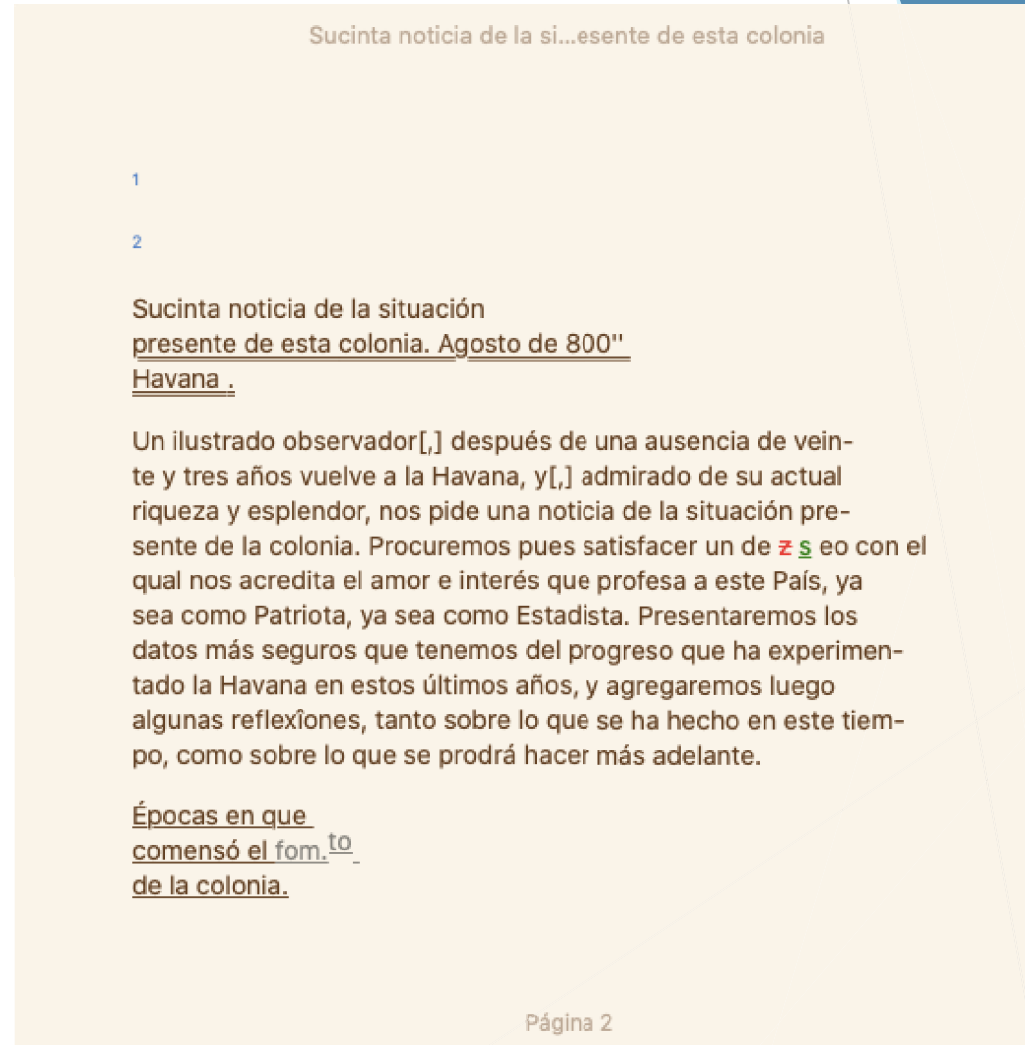 Sucinta noticia de la si...esente de esta colonia
1
2
Sucinta noticia de la situación
presente de esta colonia. Agosto de 800"
Havana .
Un ilustrado observador[,] después de una ausencia de vein-
te y tres años vuelve a la Havana, y[,] admirado de su actual
riqueza y esplendor, nos pide una noticia de la situación pre-
sente de la colonia. Procuremos pues satisfacer un de z s eo con el
qual nos acredita el amor e interés que profesa a este País, ya
sea como Patriota, ya sea como Estadista. Presentaremos los
datos más seguros que tenemos del progreso que ha experimen-
tado la Havana en estos últimos años, y agregaremos luego
algunas reflexîones, tanto sobre lo que se ha hecho en este tiem-
po, como sobre lo que se prodrá hacer más adelante.
Épocas en que
comensó el fom.to
de la colonia.
Página 2